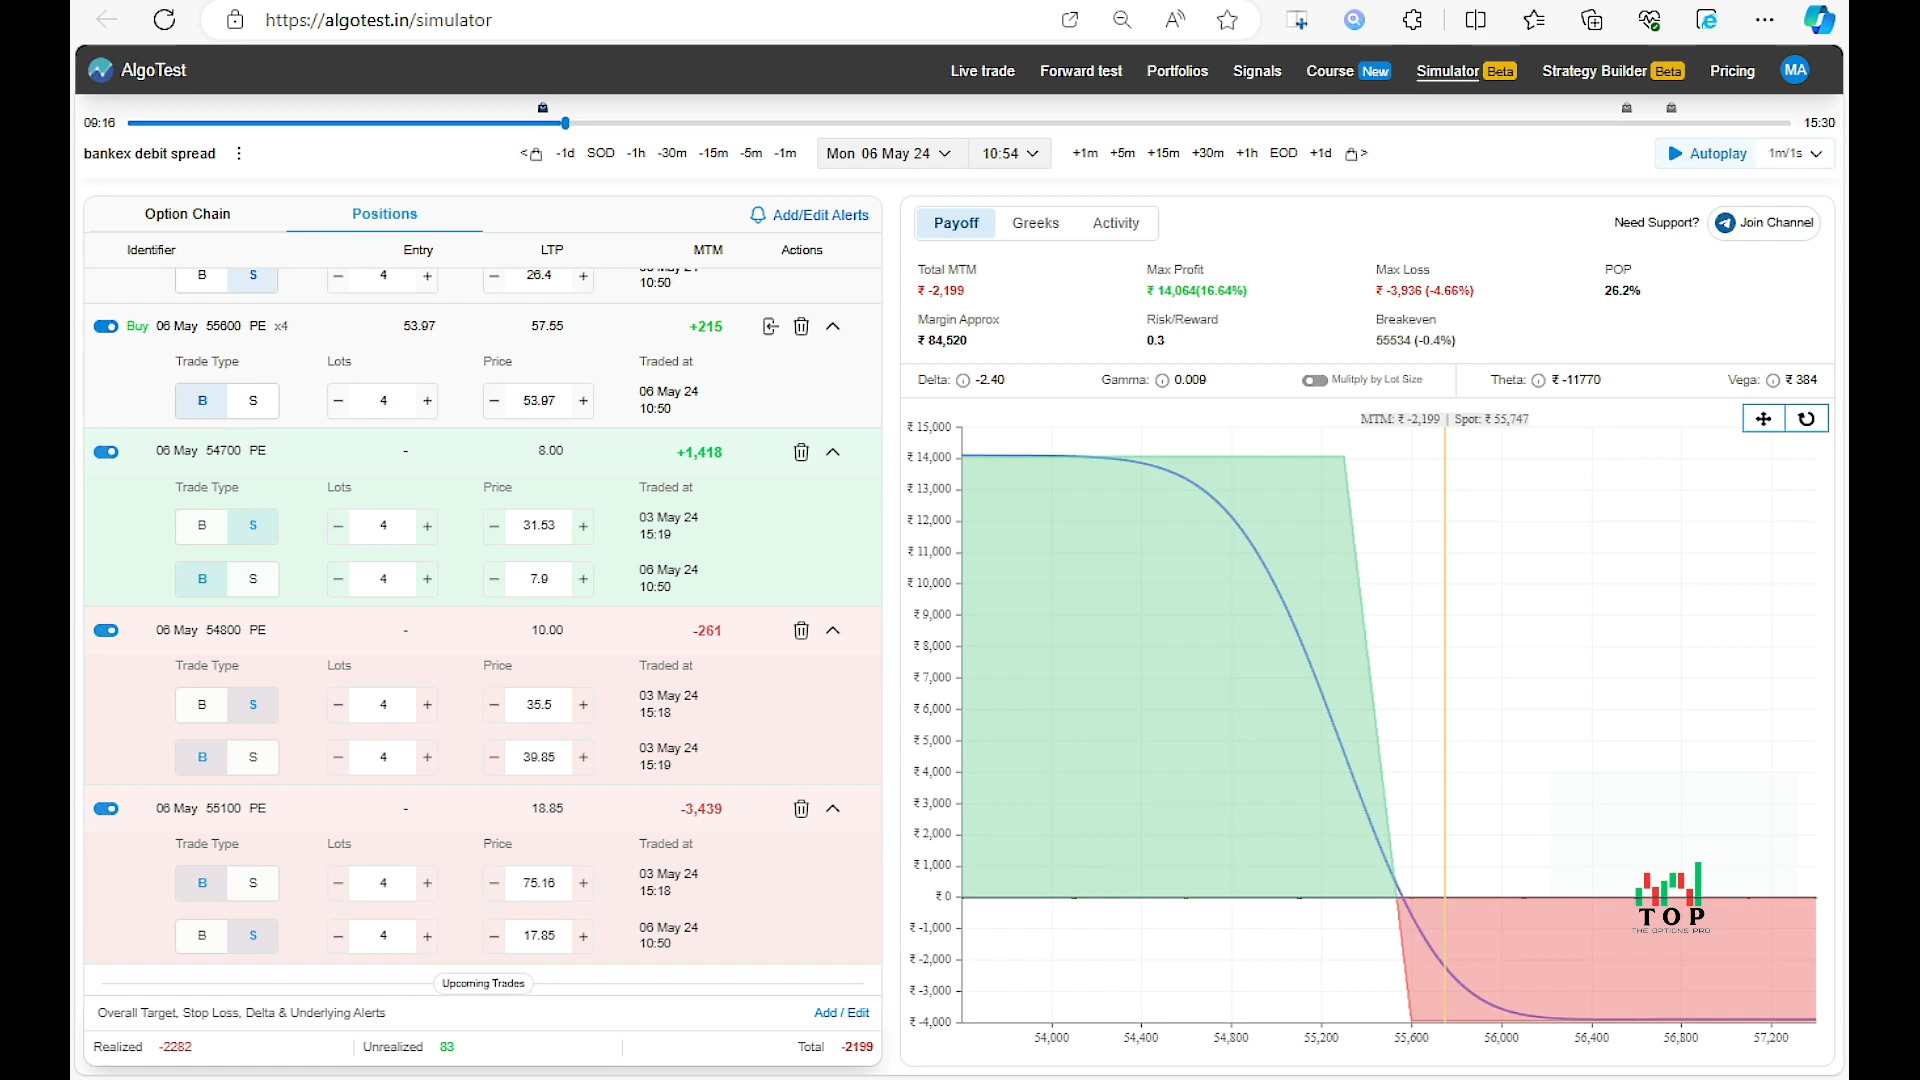 https://algotest.in/simulator
AlgoTest
Live trade
Forward test
Portfolios
Signals
Course New
Simulator Beta
Strategy Builder Beta
Pricing
MA
09:16
15:30
bankex debit spread
< -1d SOD -1h -30m -15m -5m -1m
Mon 06 May 24
10:54
+1m +5m +15m +30m +1h EOD +1d >
Autoplay
1m/1s
Option Chain
Positions
Add/Edit Alerts
Identifier Entry LTP MTM Actions
B S 4 26.4
10:50
Buy 06 May 55600 PE x4 53.97 57.55 +215
Trade Type Lots Price Traded at
B S − 4 + − 53.97 + 06 May 24
10:50
06 May 54700 PE - 8.00 +1,418
Trade Type Lots Price Traded at
B S − 4 + − 31.53 + 03 May 24
15:19
B S − 4 + − 7.9 + 06 May 24
10:50
06 May 54800 PE - 10.00 -261
Trade Type Lots Price Traded at
B S − 4 + − 35.5 + 03 May 24
15:18
B S − 4 + − 39.85 + 03 May 24
15:19
06 May 55100 PE - 18.85 -3,439
Trade Type Lots Price Traded at
B S − 4 + − 75.16 + 03 May 24
15:18
B S − 4 + − 17.85 + 06 May 24
10:50
Upcoming Trades
Overall Target, Stop Loss, Delta & Underlying Alerts Add / Edit
Realized -2282 Unrealized 83 Total -2199
Payoff Greeks Activity
Need Support? Join Channel
Total MTM Max Profit Max Loss POP
₹ -2,199 ₹ 14,064(16.64%) ₹ -3,936 (-4.66%) 26.2%
Margin Approx Risk/Reward Breakeven
₹ 84,520 0.3 55534 (-0.4%)
Delta: -2.40 Gamma: 0.009 Mulitply by Lot Size Theta: ₹ -11770 Vega: ₹ 384
MTM: ₹ -2,199 | Spot: ₹ 55,747
₹ 15,000
₹ 14,000
₹ 13,000
₹ 12,000
₹ 11,000
₹ 10,000
₹ 9,000
₹ 8,000
₹ 7,000
₹ 6,000
₹ 5,000
₹ 4,000
₹ 3,000
₹ 2,000
₹ 1,000
₹ 0
₹ -1,000
₹ -2,000
₹ -3,000
₹ -4,000
54,000 54,400 54,800 55,200 55,600 56,000 56,400 56,800 57,200
TOP
THE OPTIONS PRO